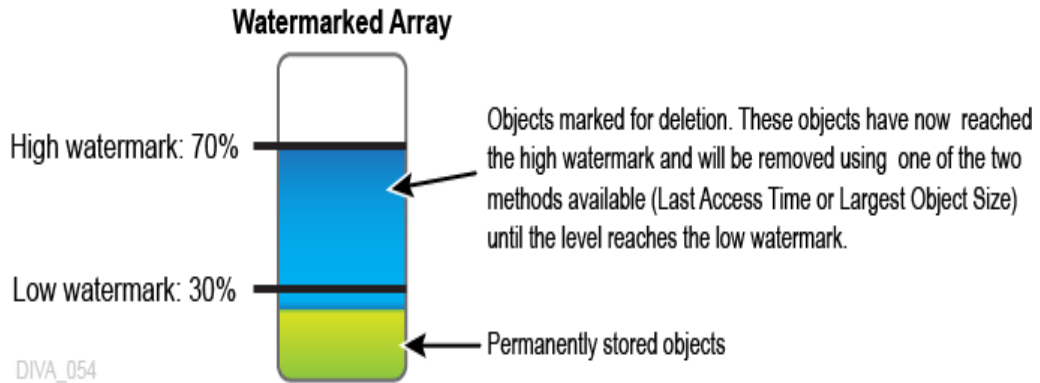 Watermarked Array
High watermark: 70%
Objects marked for deletion. These objects have now reached
the high watermark and will be removed using one of the two
methods available (Last Access Time or Largest Object Size)
until the level reaches the low watermark.
Low watermark: 30%
Permanently stored objects
DIVA_054